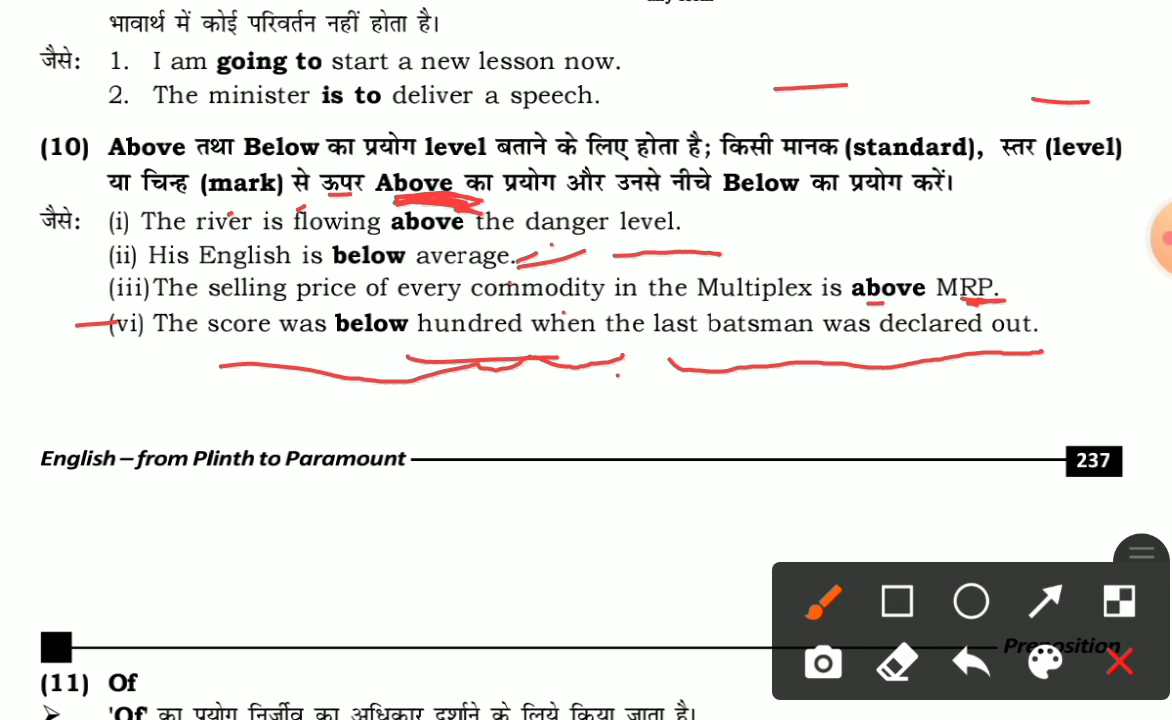 भावार्थ में कोई परिवर्तन नहीं होता है।
जैसे: 1. I am going to start a new lesson now.
2. The minister is to deliver a speech.
(10) Above तथा Below का प्रयोग level बताने के लिए होता है; किसी मानक (standard), स्तर (level)
या चिन्ह (mark) से ऊपर Above का प्रयोग और उनसे नीचे Below का प्रयोग करें।
जैसे: (i) The river is flowing above the danger level.
(ii) His English is below average.
(iii) The selling price of every commodity in the Multiplex is above MRP.
(vi) The score was below hundred when the last batsman was declared out.
English – from Plinth to Paramount 237
Preposition
(11) Of
➢ 'Of' का प्रयोग निर्जीव का अधिकार दर्शाने के लिये किया जाता है।